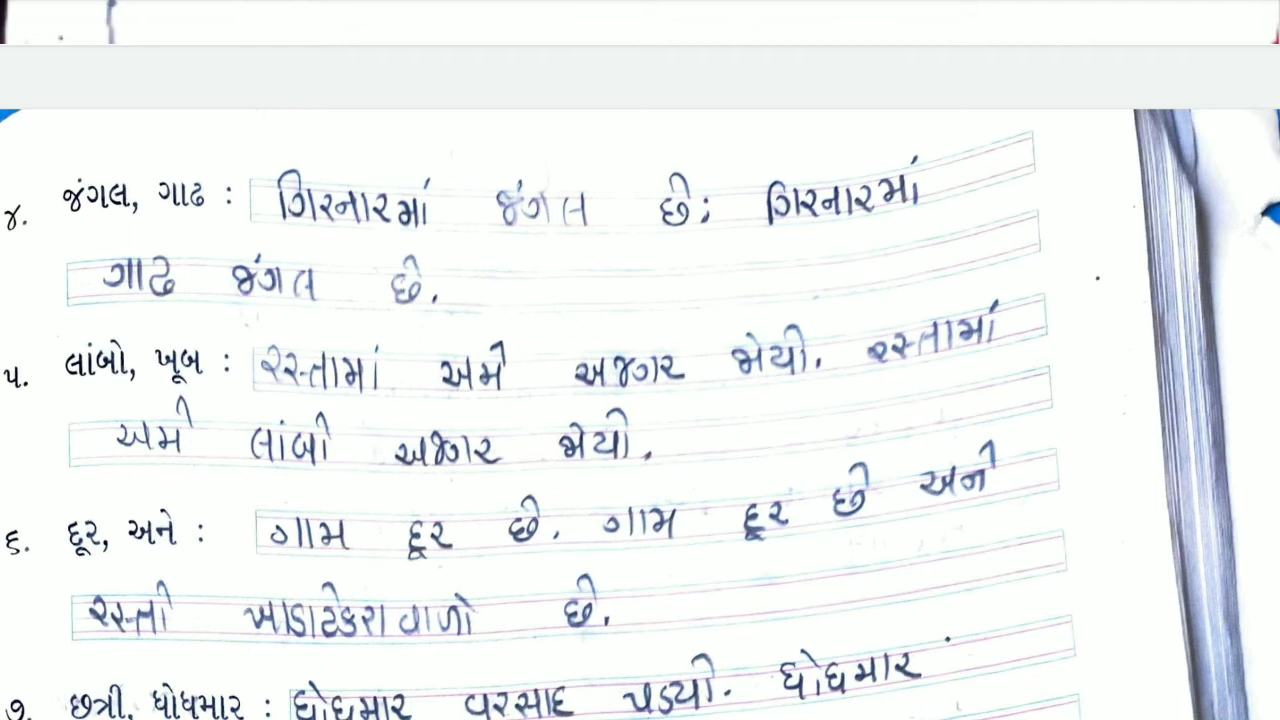 ૪. જંગલ, ગાઢ : ગિરનારમાં જંગલ છે; ગિરનારમાં
ગાઢ જંગલ છે.
૫. લાંબો, ખૂબ : રસ્તામાં અમે અજગર જોયો. રસ્તામાં
અમે લાંબો અજગર જોયો.
૬. દૂર, અને : ગામ દૂર છે. ગામ દૂર છે અને
રસ્તો ખાડાટેકરાવાળો છે.
૭. છત્રી, ધોધમાર : ધોધમાર વરસાદ પડ્યો. ધોધમાર